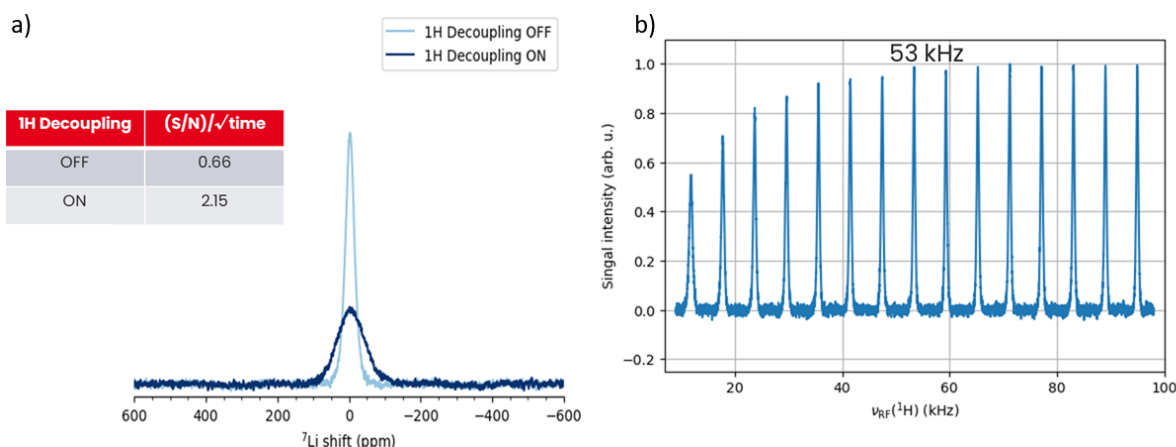 a)
1H Decoupling OFF
1H Decoupling ON
1H Decoupling (S/N)/√time
OFF 0.66
ON 2.15
600 400 200 0 −200 −400 −600
⁷Li shift (ppm)
b)
53 kHz
1.0
0.8
0.6
0.4
0.2
0.0
−0.2
Singal intensity (arb. u.)
20 40 60 80 100
νRF(¹H) (kHz)